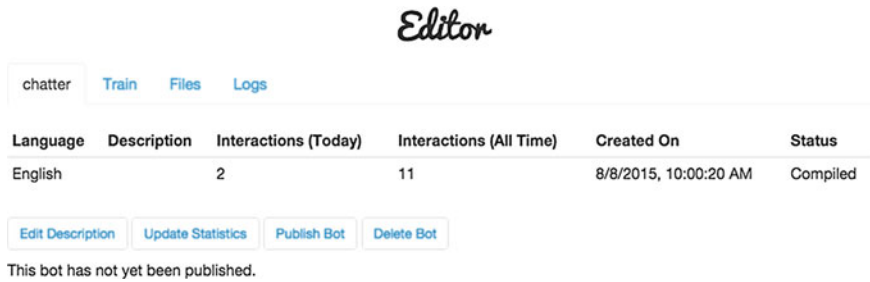 Editor
chatter Train Files Logs
Language Description Interactions (Today) Interactions (All Time) Created On Status
English 2 11 8/8/2015, 10:00:20 AM Compiled
Edit Description Update Statistics Publish Bot Delete Bot
This bot has not yet been published.